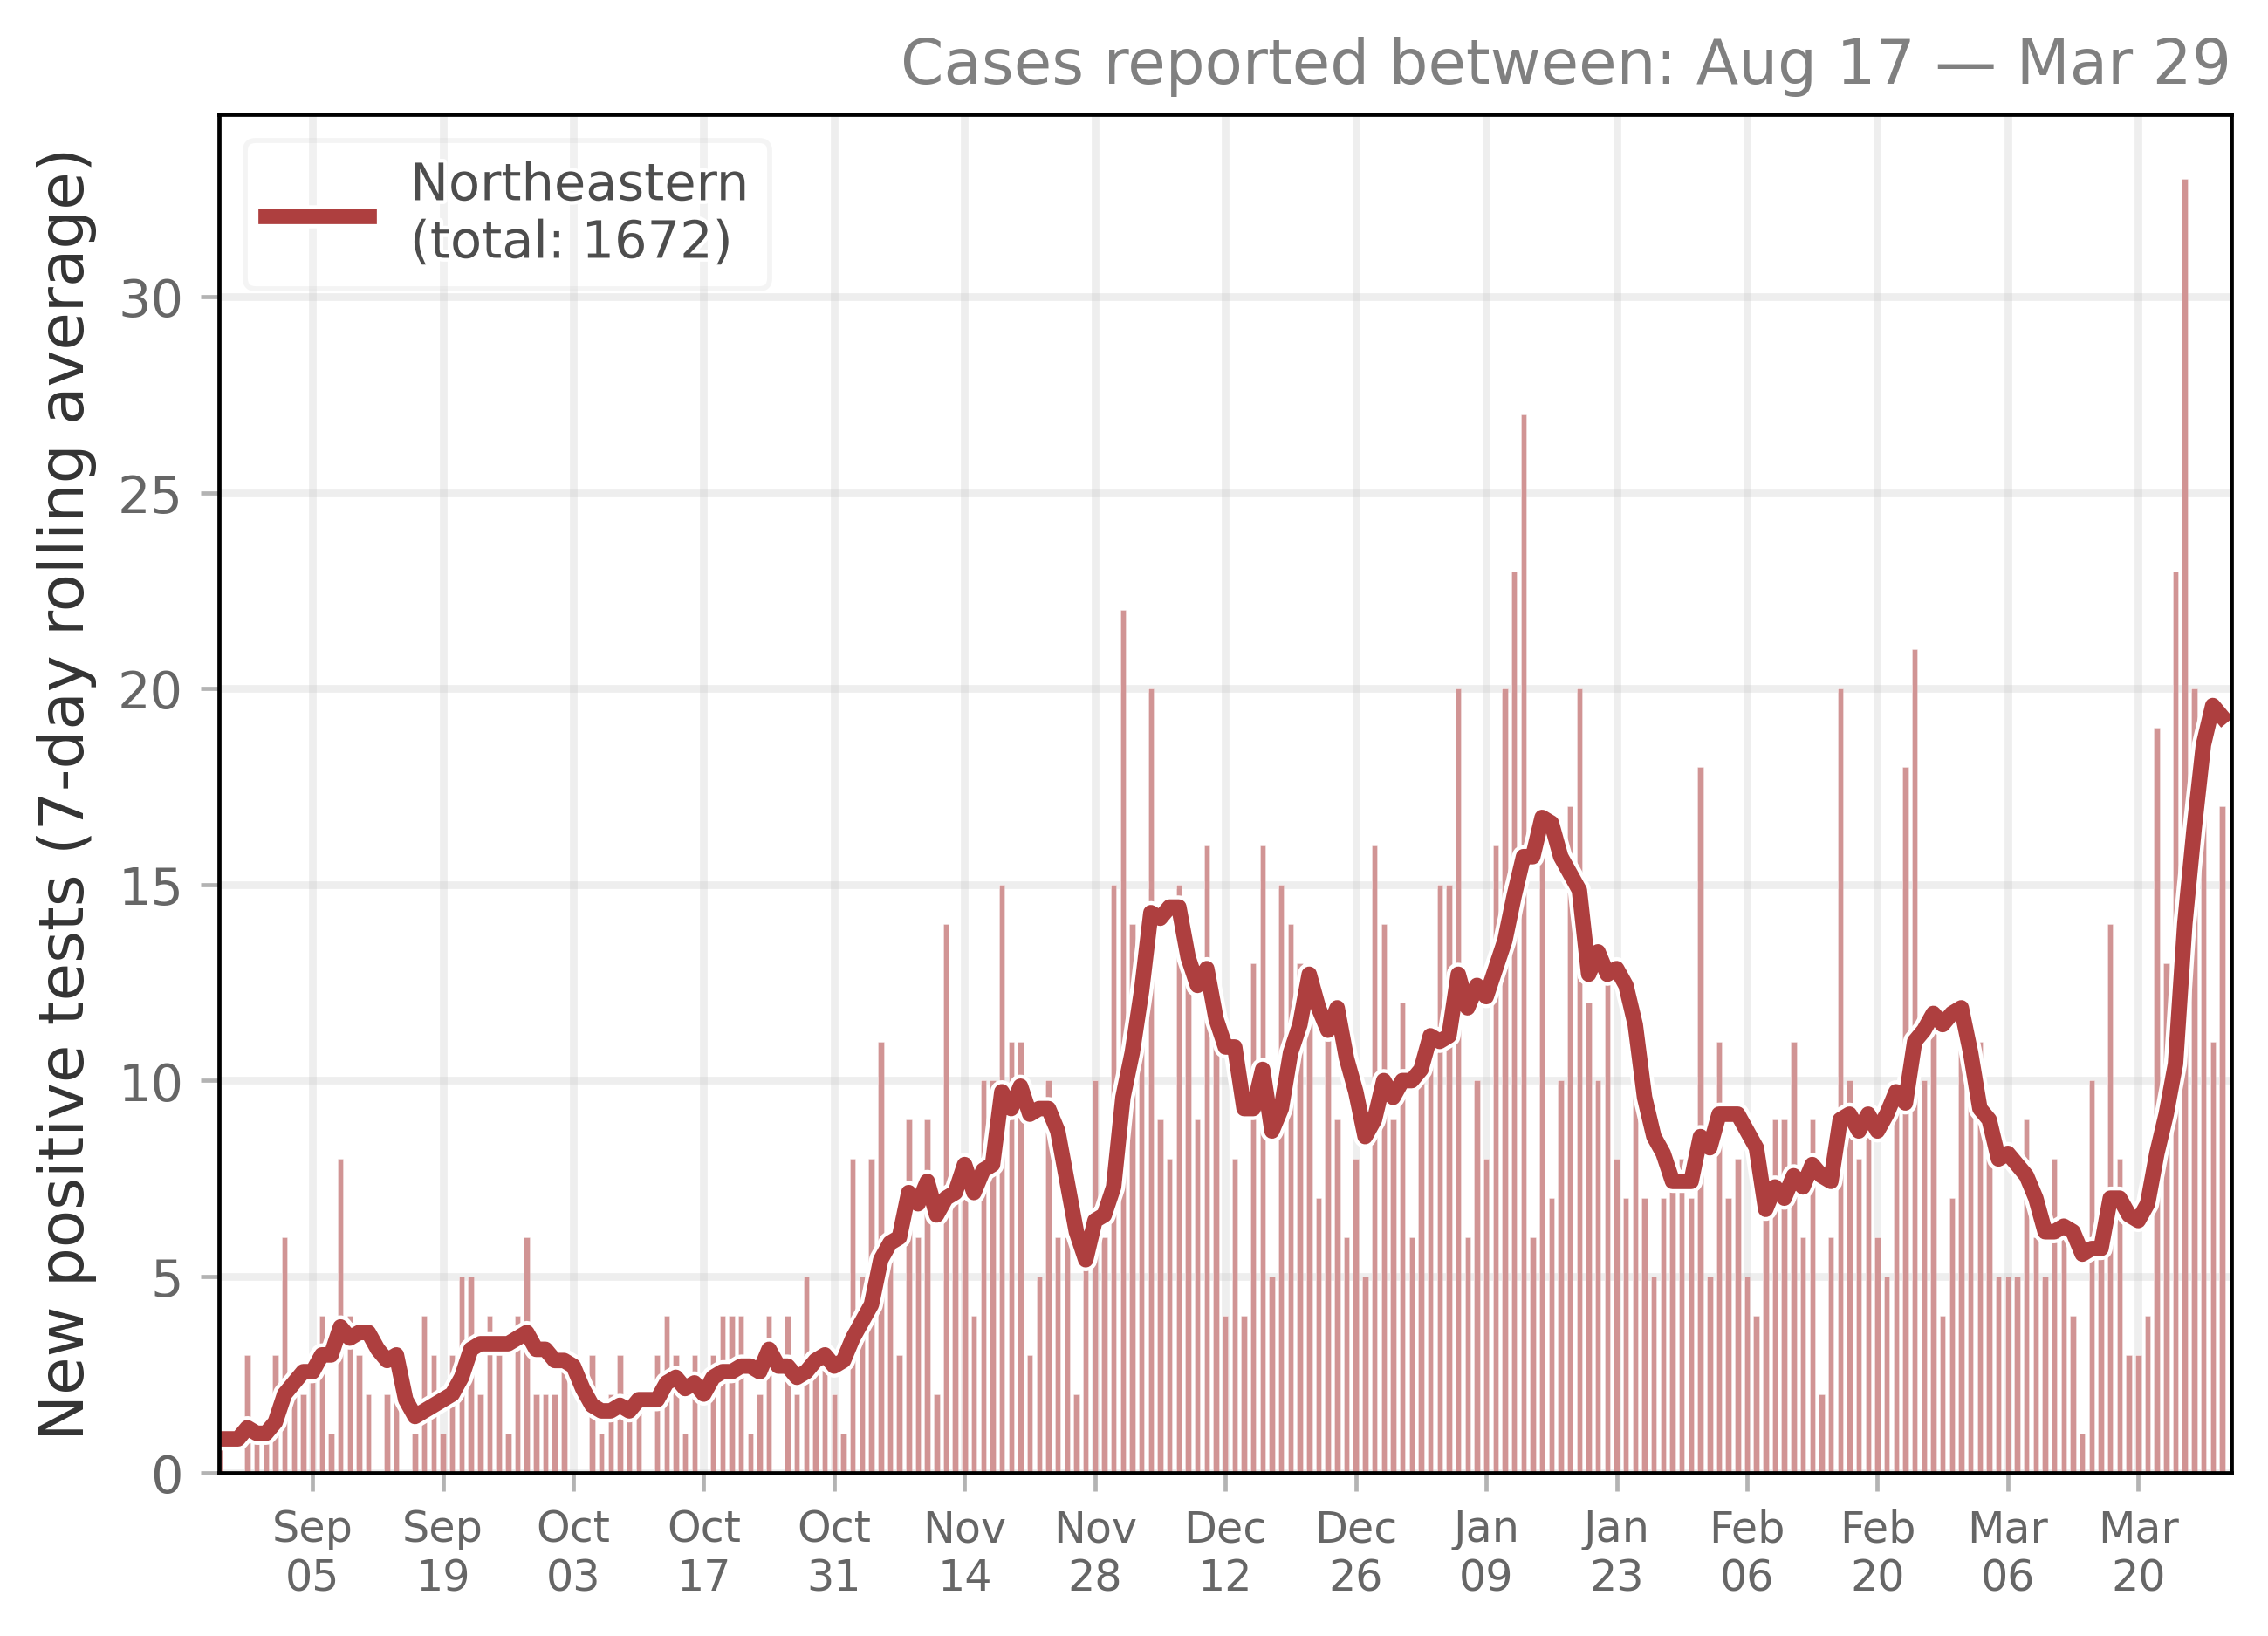 Cases reported between: Aug 17 — Mar 29
New positive tests (7-day rolling average)
Northeastern
(total: 1672)
30
25
20
15
10
5
0
Sep Sep Oct Oct Oct Nov Nov Dec Dec Jan Jan Feb Feb Mar Mar
05 19 03 17 31 14 28 12 26 09 23 06 20 06 20